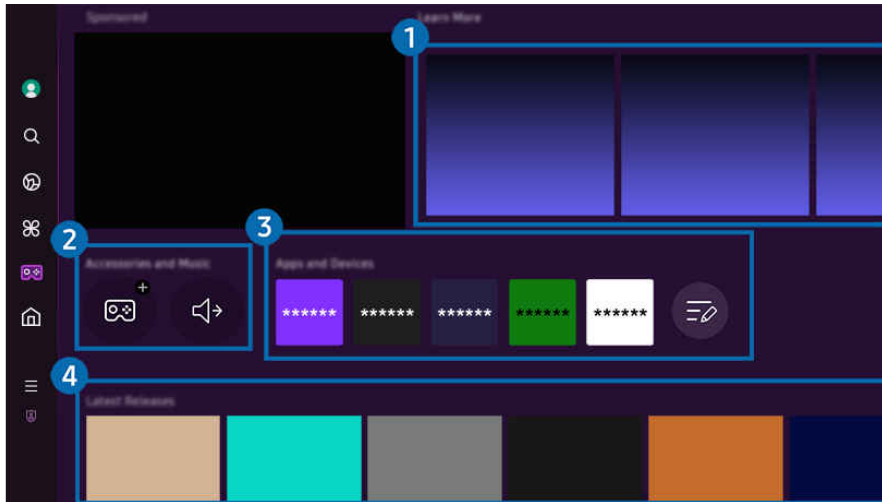 Sponsored
Learn More
1
2
3
Accessories and Music
Apps and Devices
****** ****** ****** ****** ******
4
Latest Releases